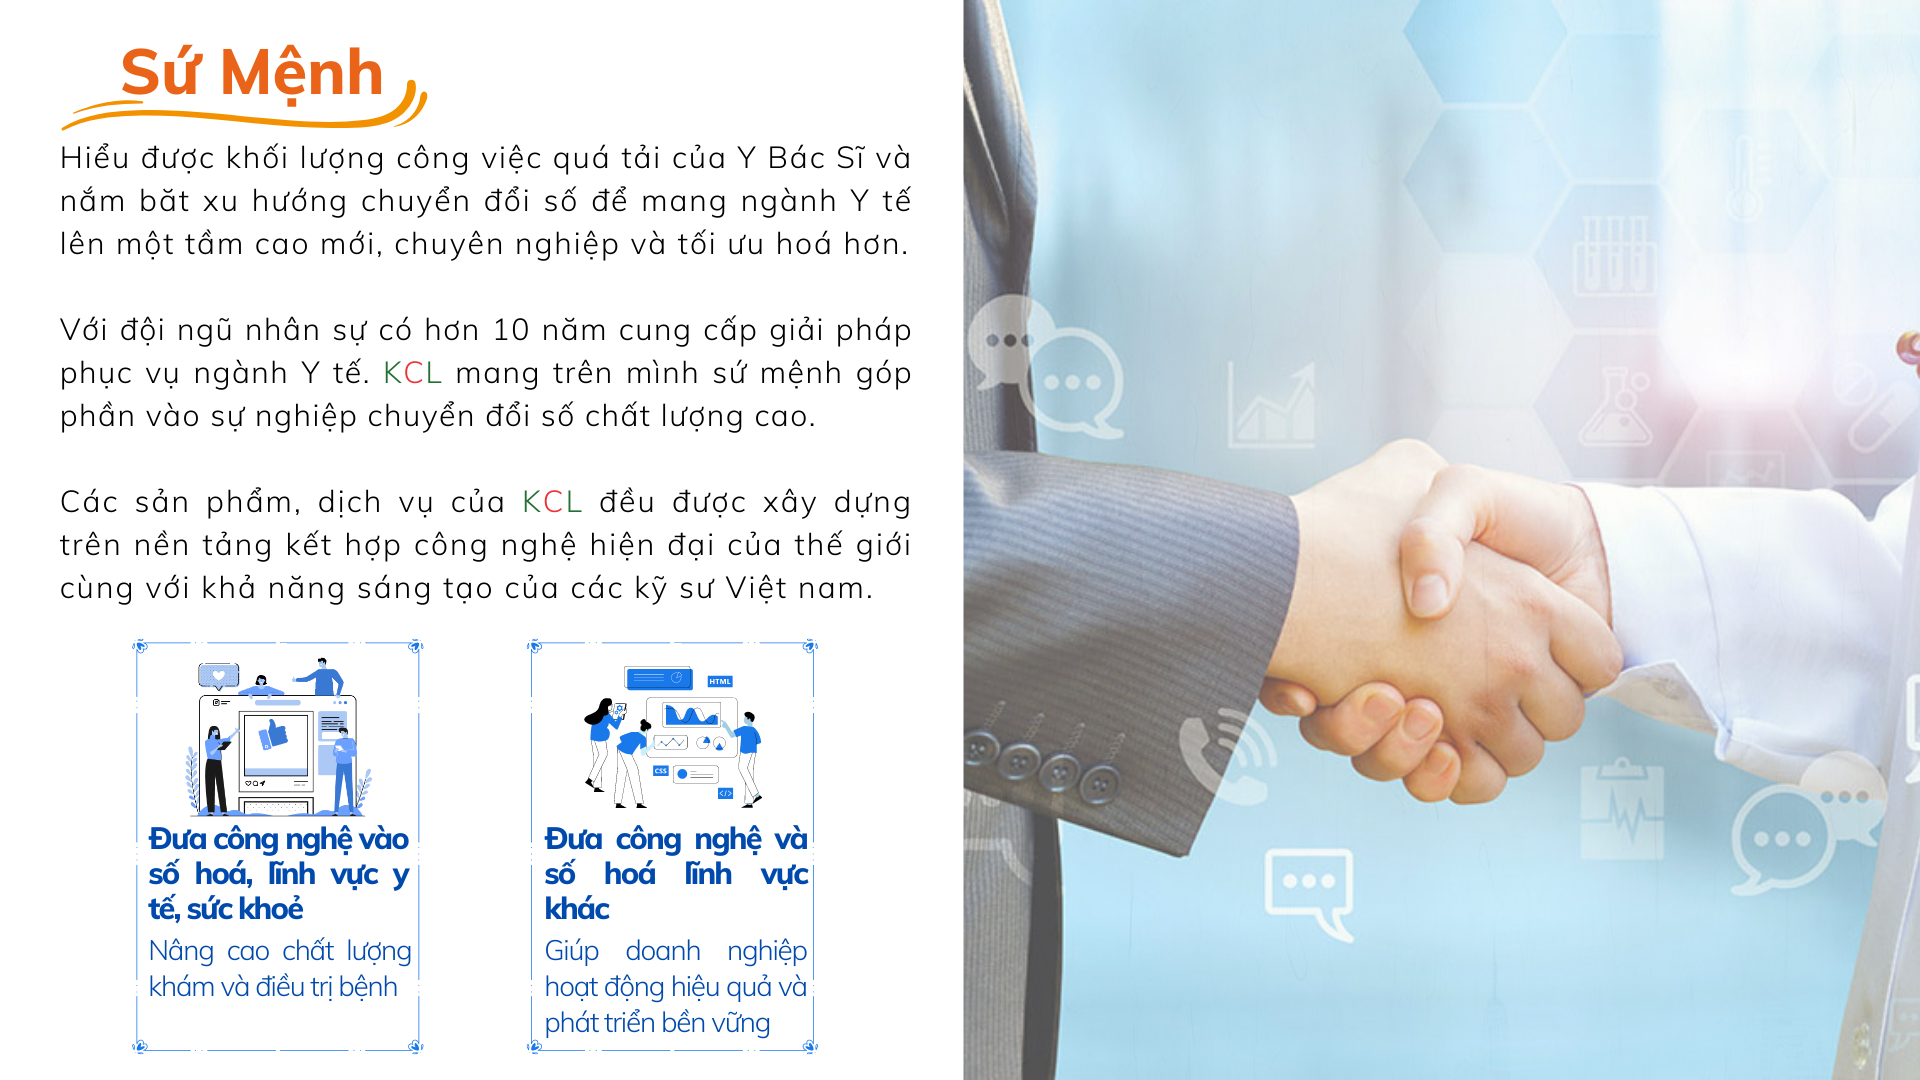 Sứ Mệnh
Hiểu được khối lượng công việc quá tải của Y Bác Sĩ và
nắm băt xu hướng chuyển đổi số để mang ngành Y tế
lên một tầm cao mới, chuyên nghiệp và tối ưu hoá hơn.
Với đội ngũ nhân sự có hơn 10 năm cung cấp giải pháp
phục vụ ngành Y tế. KCL mang trên mình sứ mệnh góp
phần vào sự nghiệp chuyển đổi số chất lượng cao.
Các sản phẩm, dịch vụ của KCL đều được xây dựng
trên nền tảng kết hợp công nghệ hiện đại của thế giới
cùng với khả năng sáng tạo của các kỹ sư Việt nam.
Đưa công nghệ vào
số hoá, lĩnh vực y
tế, sức khoẻ
Nâng cao chất lượng
khám và điều trị bệnh
HTML
CSS
</>
Đưa công nghệ và
số hoá lĩnh vực
khác
Giúp doanh nghiệp
hoạt động hiệu quả và
phát triển bền vững